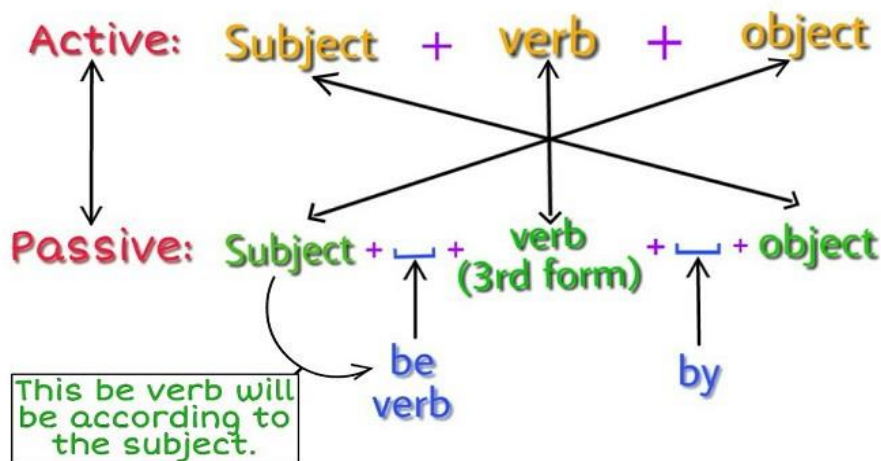 Active: Subject + verb + object
Passive: Subject + + verb + + object
(3rd form)
be
verb
by
This be verb will
be according to
the subject.